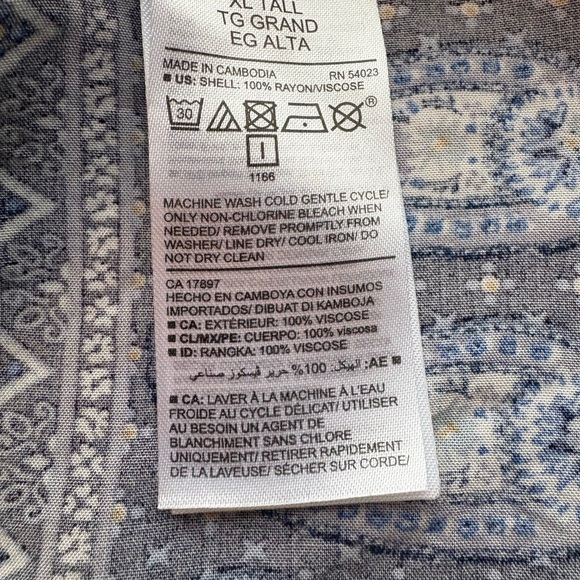 XL TALL
TG GRAND
EG ALTA
MADE IN CAMBODIA RN 54023
■ US: SHELL: 100% RAYON/VISCOSE
30
®
1166
MACHINE WASH COLD GENTLE CYCLE/
ONLY NON-CHLORINE BLEACH WHEN
NEEDED/ REMOVE PROMPTLY FROM
WASHER/ LINE DRY/ COOL IRON/ DO
NOT DRY CLEAN
CA 17897
HECHO EN CAMBOYA CON INSUMOS
IMPORTADOS/ DIBUAT DI KAMBOJA
■ CA: EXTÉRIEUR: 100% VISCOSE
■ CL/MX/PE: CUERPO: 100% viscosa
■ ID: RANGKA: 100% VISCOSE
■ AE: الهيكل: 100% حرير ڤيسكوز صناعي
■ CA: LAVER À LA MACHINE À L'EAU
FROIDE AU CYCLE DÉLICAT/ UTILISER
AU BESOIN UN AGENT DE
BLANCHIMENT SANS CHLORE
UNIQUEMENT/ RETIRER RAPIDEMENT
DE LA LAVEUSE/ SÉCHER SUR CORDE/